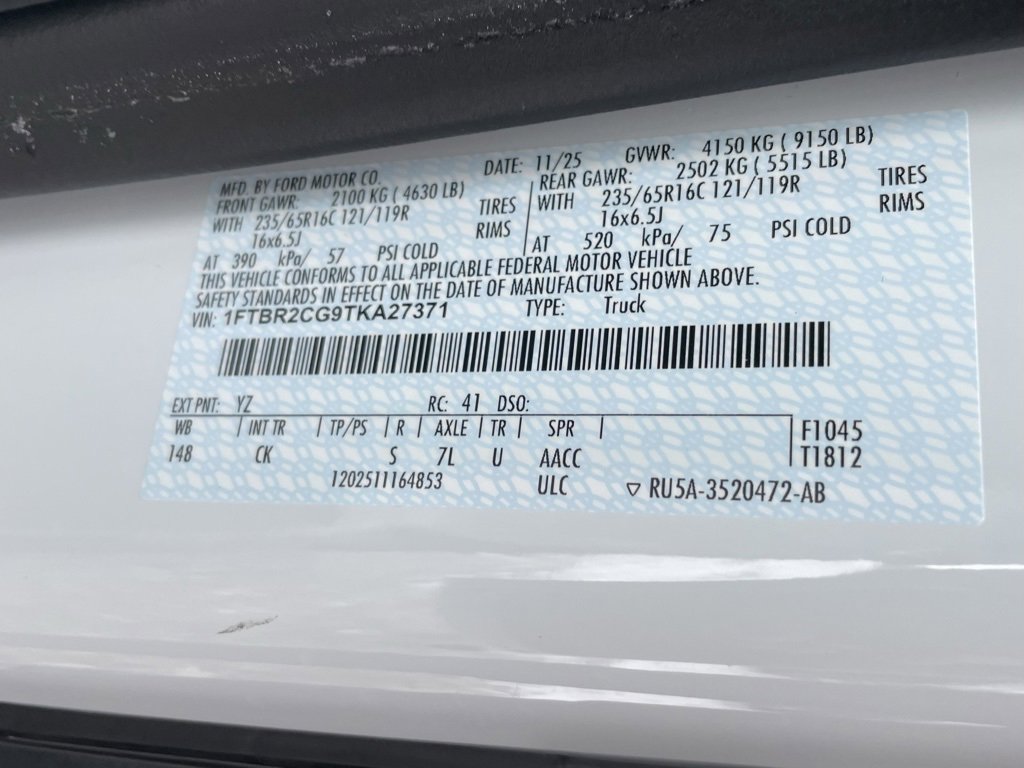 MFD. BY FORD MOTOR CO. DATE: 11/25 GVWR: 4150 KG ( 9150 LB)
FRONT GAWR: 2100 KG ( 4630 LB) REAR GAWR: 2502 KG ( 5515 LB)
WITH 235/65R16C 121/119R TIRES WITH 235/65R16C 121/119R TIRES
16x6.5J RIMS 16x6.5J RIMS
AT 390 kPa/ 57 PSI COLD AT 520 kPa/ 75 PSI COLD
THIS VEHICLE CONFORMS TO ALL APPLICABLE FEDERAL MOTOR VEHICLE
SAFETY STANDARDS IN EFFECT ON THE DATE OF MANUFACTURE SHOWN ABOVE.
VIN: 1FTBR2CG9TKA27371 TYPE: Truck
EXT PNT: YZ RC: 41 DSO:
WB INT TR TP/PS R AXLE TR SPR F1045
148 CK S 7L U AACC T1812
1202511164853 ULC ▽ RU5A-3520472-AB